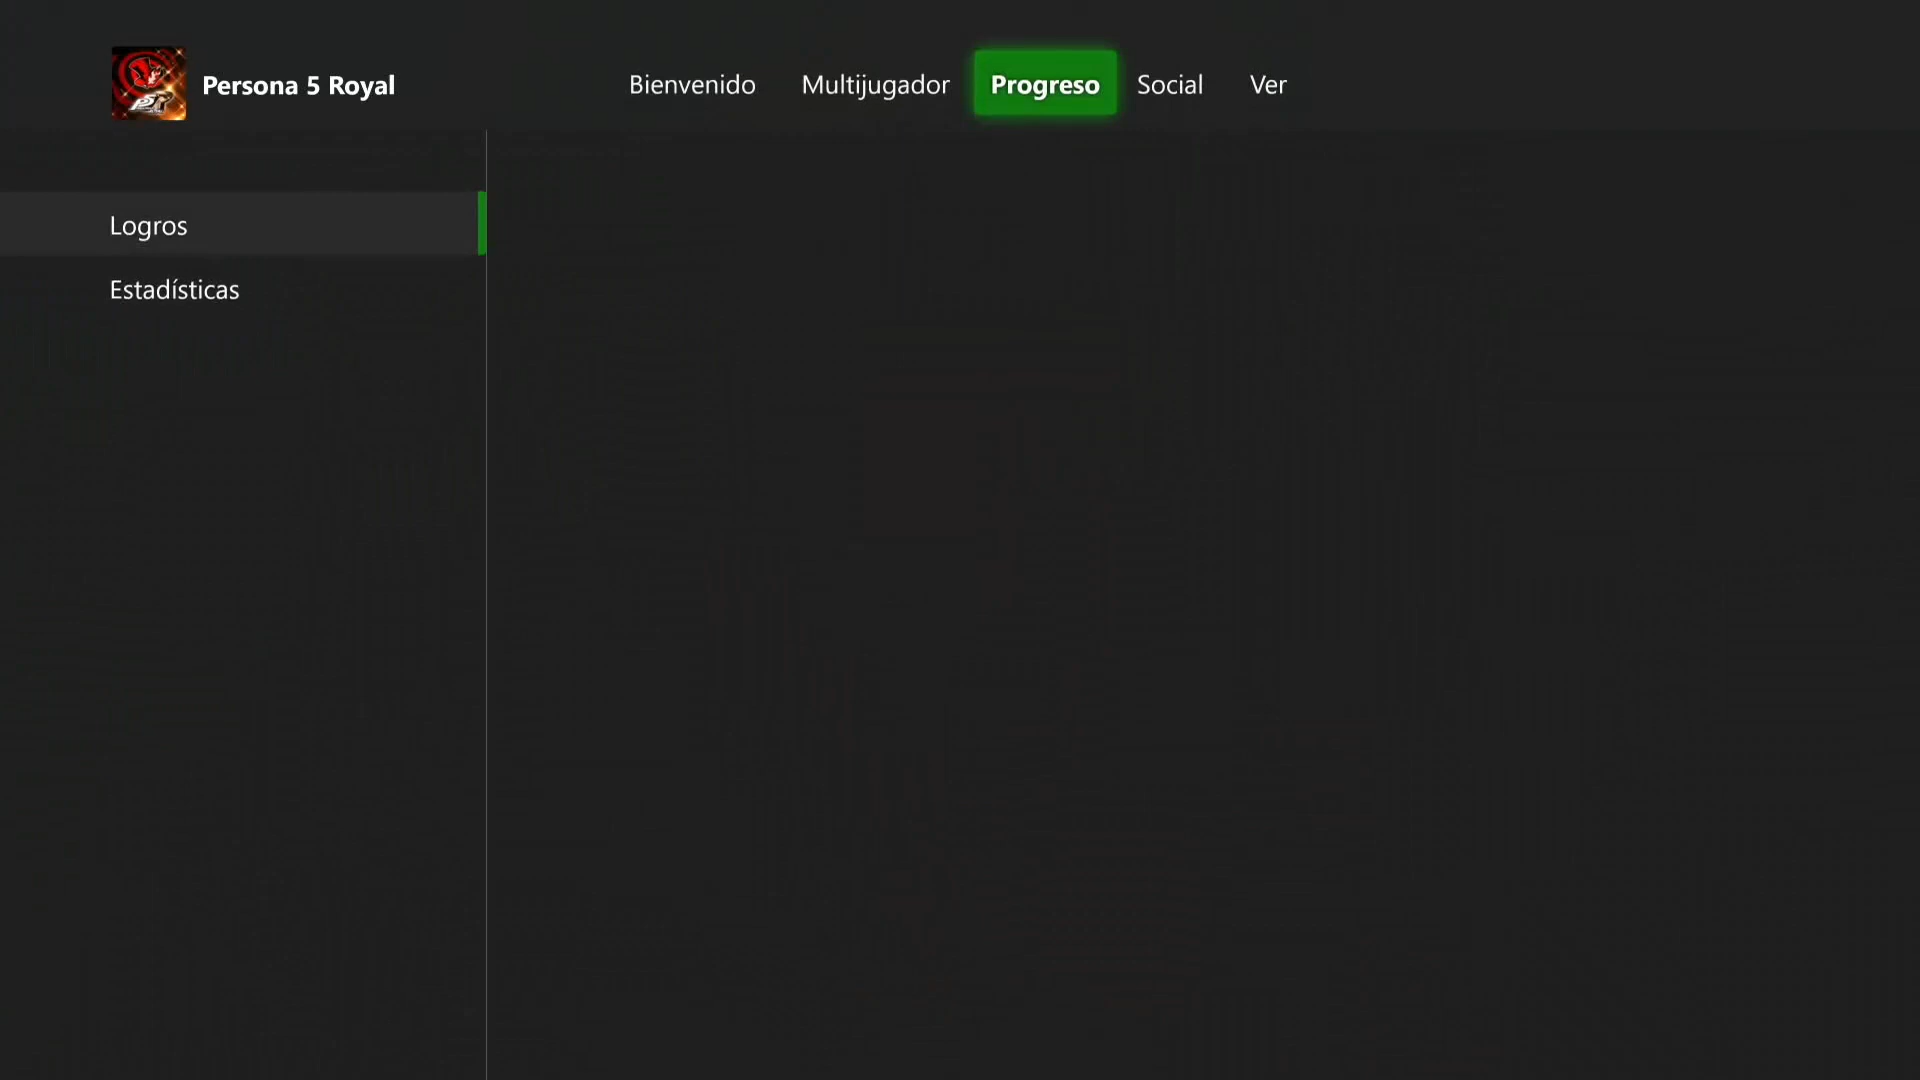 Persona 5 Royal
Bienvenido
Multijugador
Progreso
Social
Ver
Logros
Estadísticas